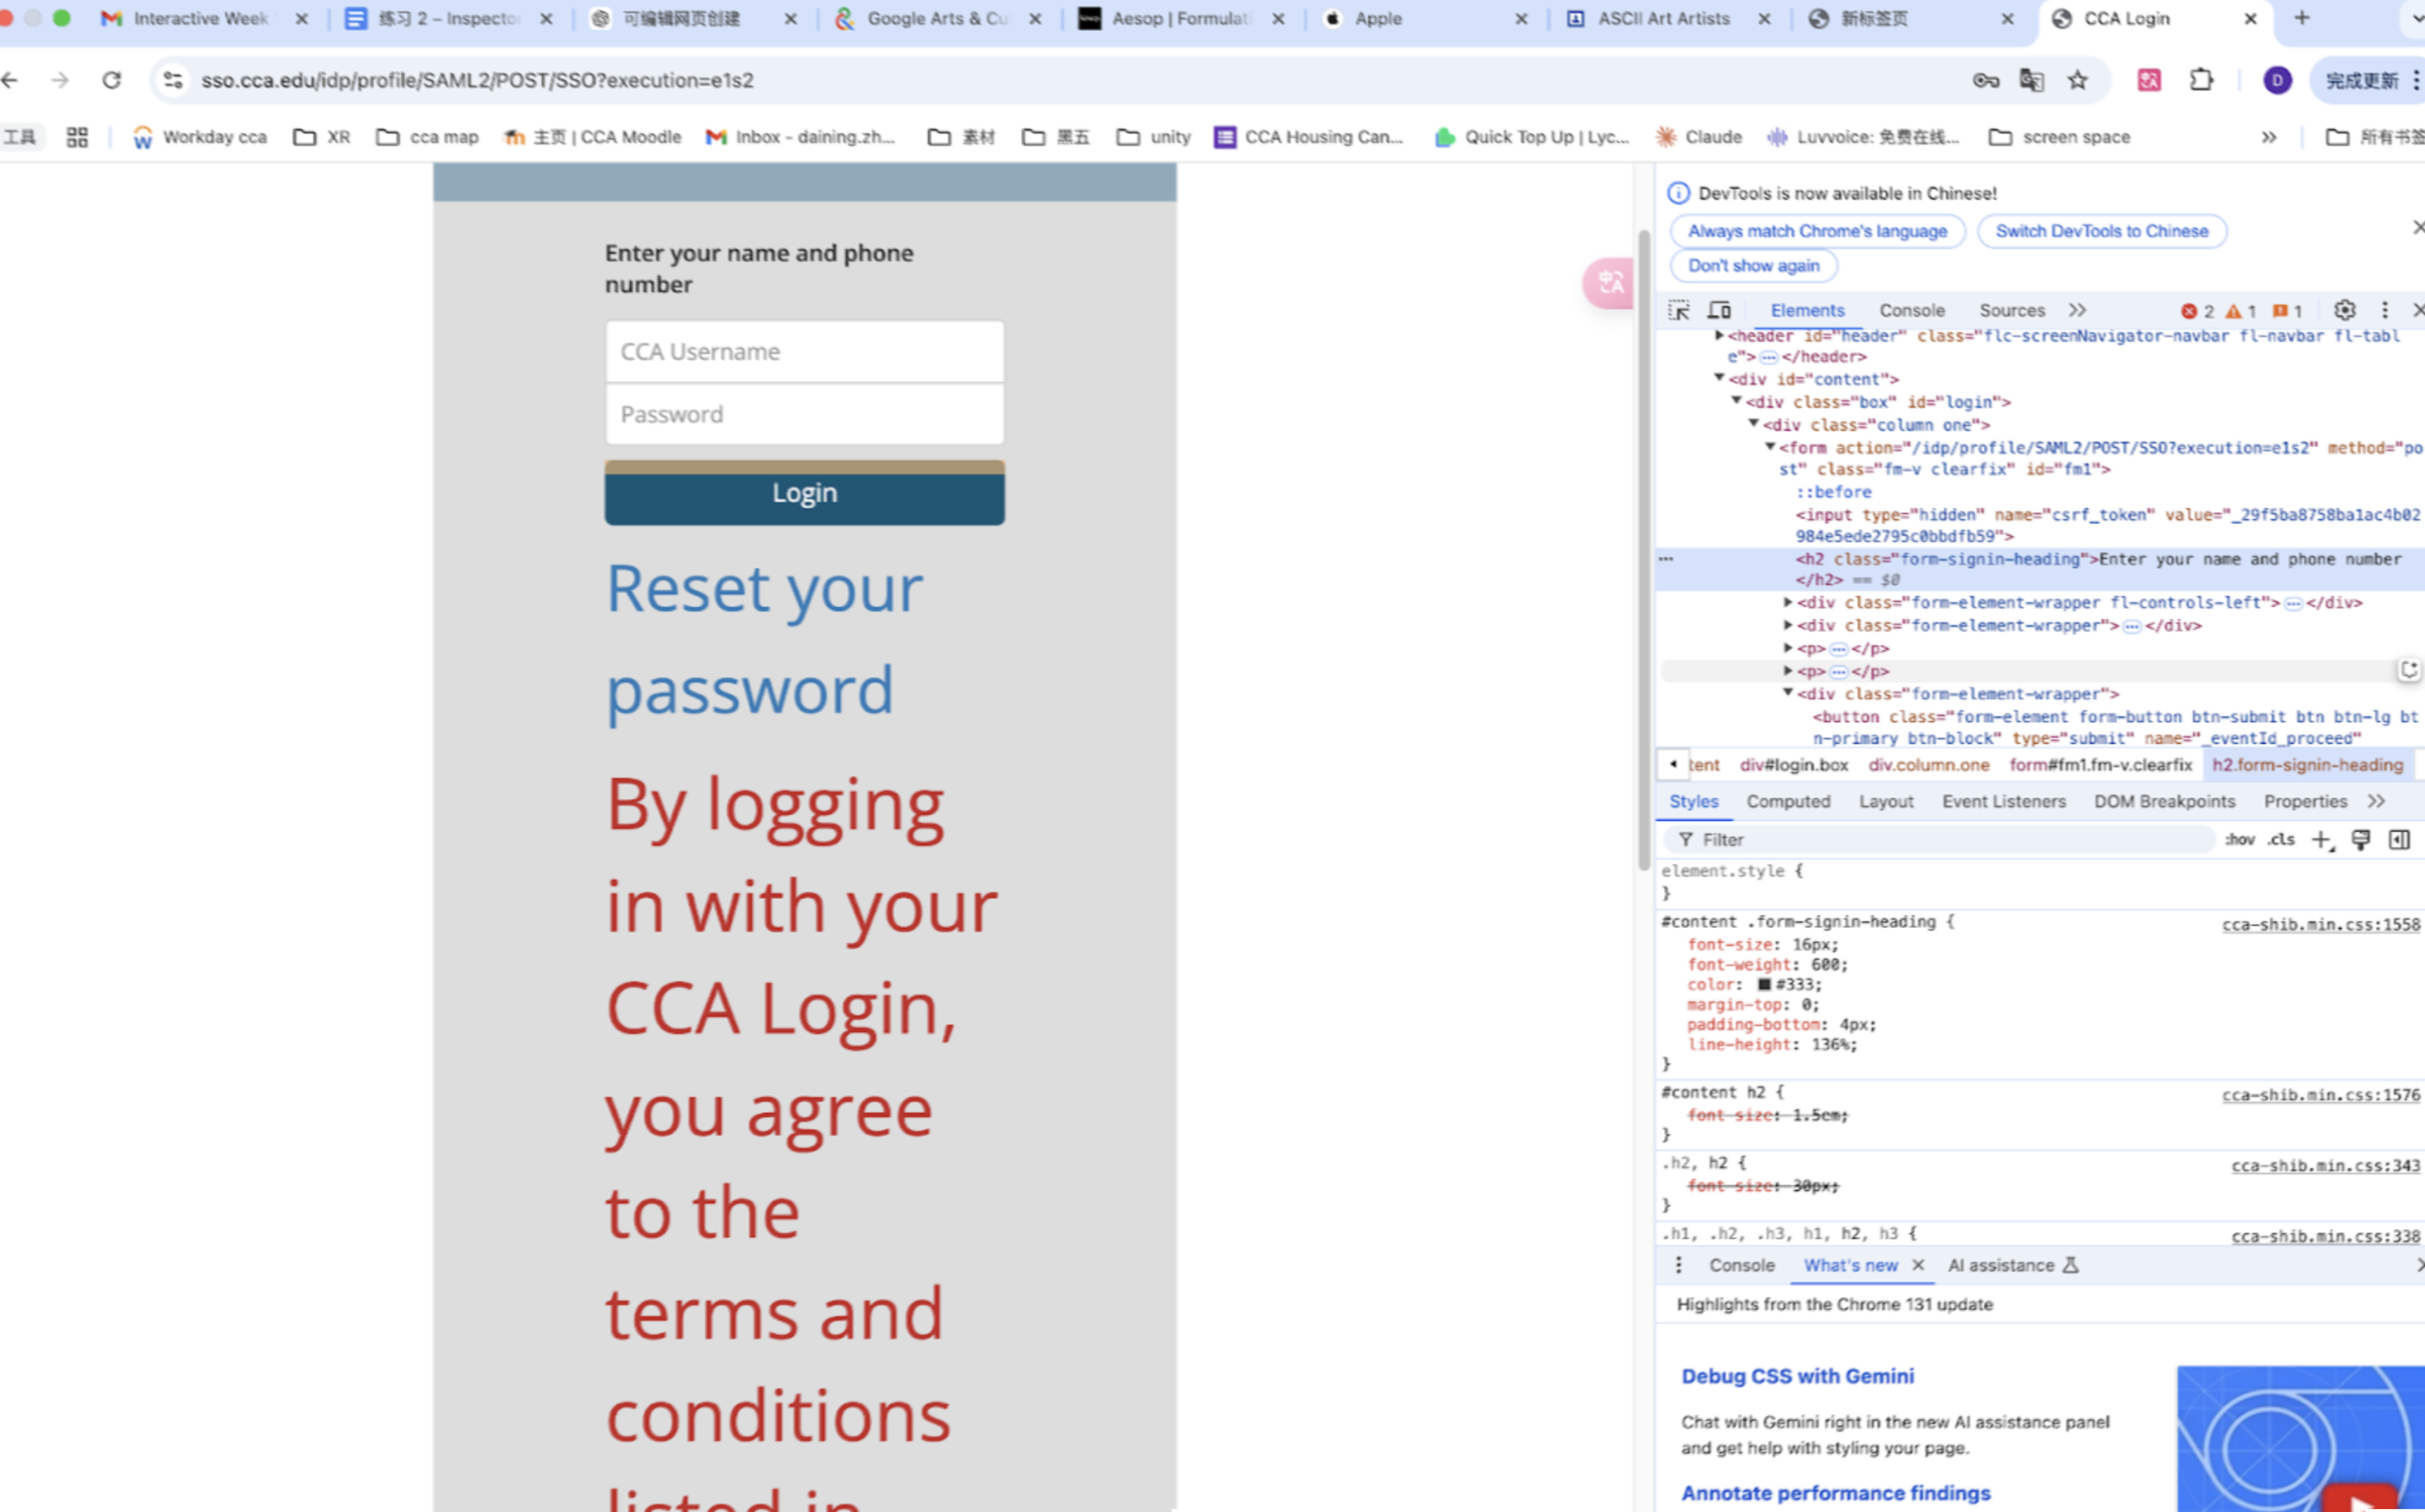 Interactive Week
练习 2 – Inspector
可编辑网页创建
Google Arts & Cu
Aesop | Formulati
Apple
ASCII Art Artists
新标签页
CCA Login
sso.cca.edu/idp/profile/SAML2/POST/SSO?execution=e1s2
D
完成更新
工具
Workday cca
XR
cca map
主页 | CCA Moodle
Inbox - daining.zh...
素材
黑五
unity
CCA Housing Can...
Quick Top Up | Lyc...
Claude
Luvvoice: 免费在线...
screen space
»
所有书签
Enter your name and phone
number
CCA Username
Password
Login
Reset your
password
By logging
in with your
CCA Login,
you agree
to the
terms and
conditions
listed in
DevTools is now available in Chinese!
Always match Chrome's language
Switch DevTools to Chinese
Don't show again
Elements Console Sources » 2 1 1
<header id="header" class="flc-screenNavigator-navbar fl-navbar fl-tabl
e">…</header>
<div id="content">
<div class="box" id="login">
<div class="column one">
<form action="/idp/profile/SAML2/POST/SSO?execution=e1s2" method="po
st" class="fm-v clearfix" id="fm1">
::before
<input type="hidden" name="csrf_token" value="_29f5ba8758ba1ac4b02
984e5ede2795c0bbdfb59">
<h2 class="form-signin-heading">Enter your name and phone number
</h2> == $0
<div class="form-element-wrapper fl-controls-left">…</div>
<div class="form-element-wrapper">…</div>
<p>…</p>
<p>…</p>
<div class="form-element-wrapper">
<button class="form-element form-button btn-submit btn btn-lg bt
n-primary btn-block" type="submit" name="_eventId_proceed"
tent div#login.box div.column.one form#fm1.fm-v.clearfix h2.form-signin-heading
Styles Computed Layout Event Listeners DOM Breakpoints Properties »
Filter :hov .cls
element.style {
}
#content .form-signin-heading { cca-shib.min.css:1558
font-size: 16px;
font-weight: 600;
color: #333;
margin-top: 0;
padding-bottom: 4px;
line-height: 136%;
}
#content h2 { cca-shib.min.css:1576
font-size: 1.5em;
}
.h2, h2 { cca-shib.min.css:343
font-size: 30px;
}
.h1, .h2, .h3, h1, h2, h3 { cca-shib.min.css:338
Console What's new AI assistance
Highlights from the Chrome 131 update
Debug CSS with Gemini
Chat with Gemini right in the new AI assistance panel
and get help with styling your page.
Annotate performance findings